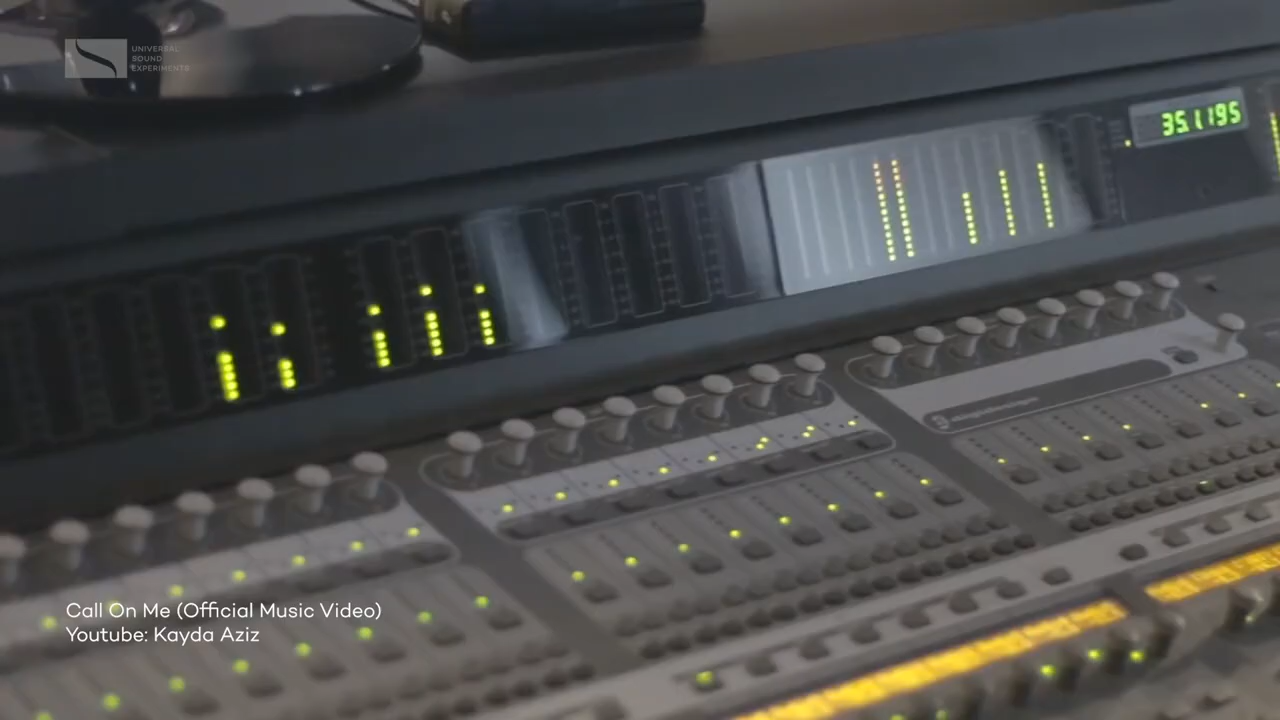 UNIVERSAL
SOUND
EXPERIMENTS
35.1.195
Call On Me (Official Music Video)
Youtube: Kayda Aziz